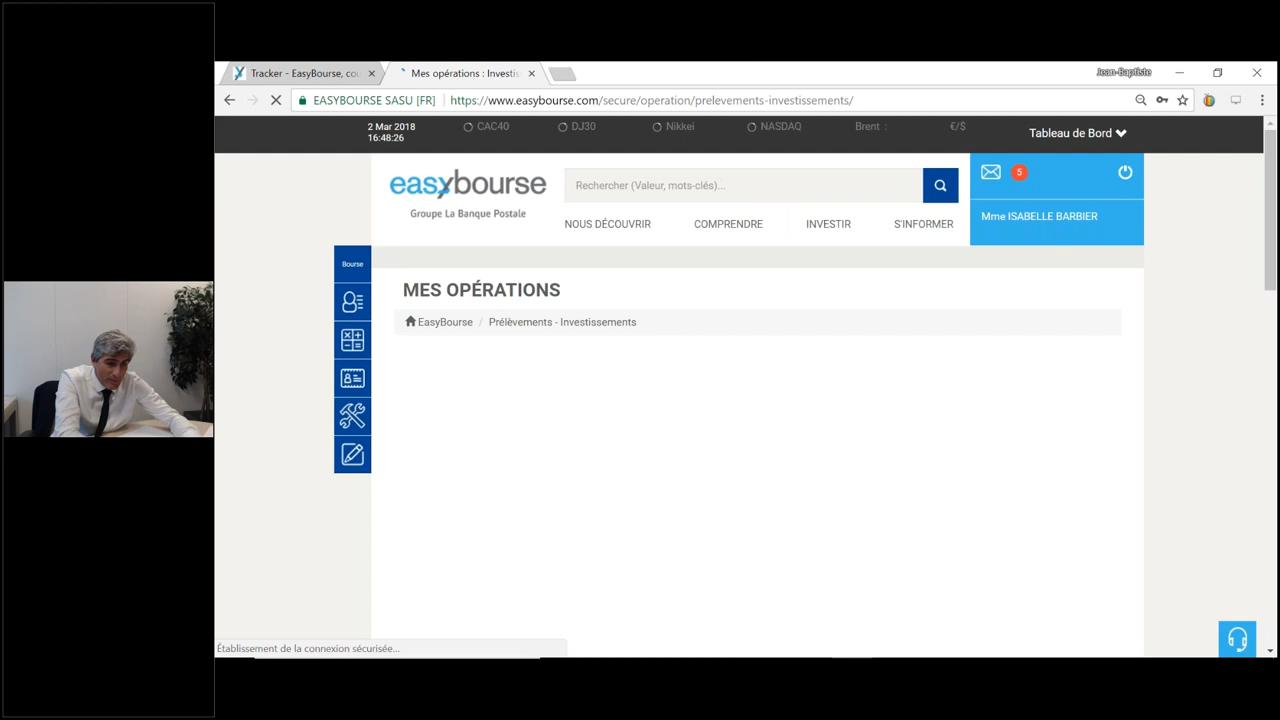 Tracker - EasyBourse, cou
Mes opérations : Investis
Jean-Baptiste
EASYBOURSE SASU [FR]
https://www.easybourse.com/secure/operation/prelevements-investissements/
2 Mar 2018
16:48:26
CAC40
DJ30
Nikkei
NASDAQ
Brent :
€/$
Tableau de Bord
easybourse
Groupe La Banque Postale
Rechercher (Valeur, mots-clés)...
5
Mme ISABELLE BARBIER
NOUS DÉCOUVRIR
COMPRENDRE
INVESTIR
S'INFORMER
Bourse
MES OPÉRATIONS
EasyBourse / Prélèvements - Investissements
Établissement de la connexion sécurisée...